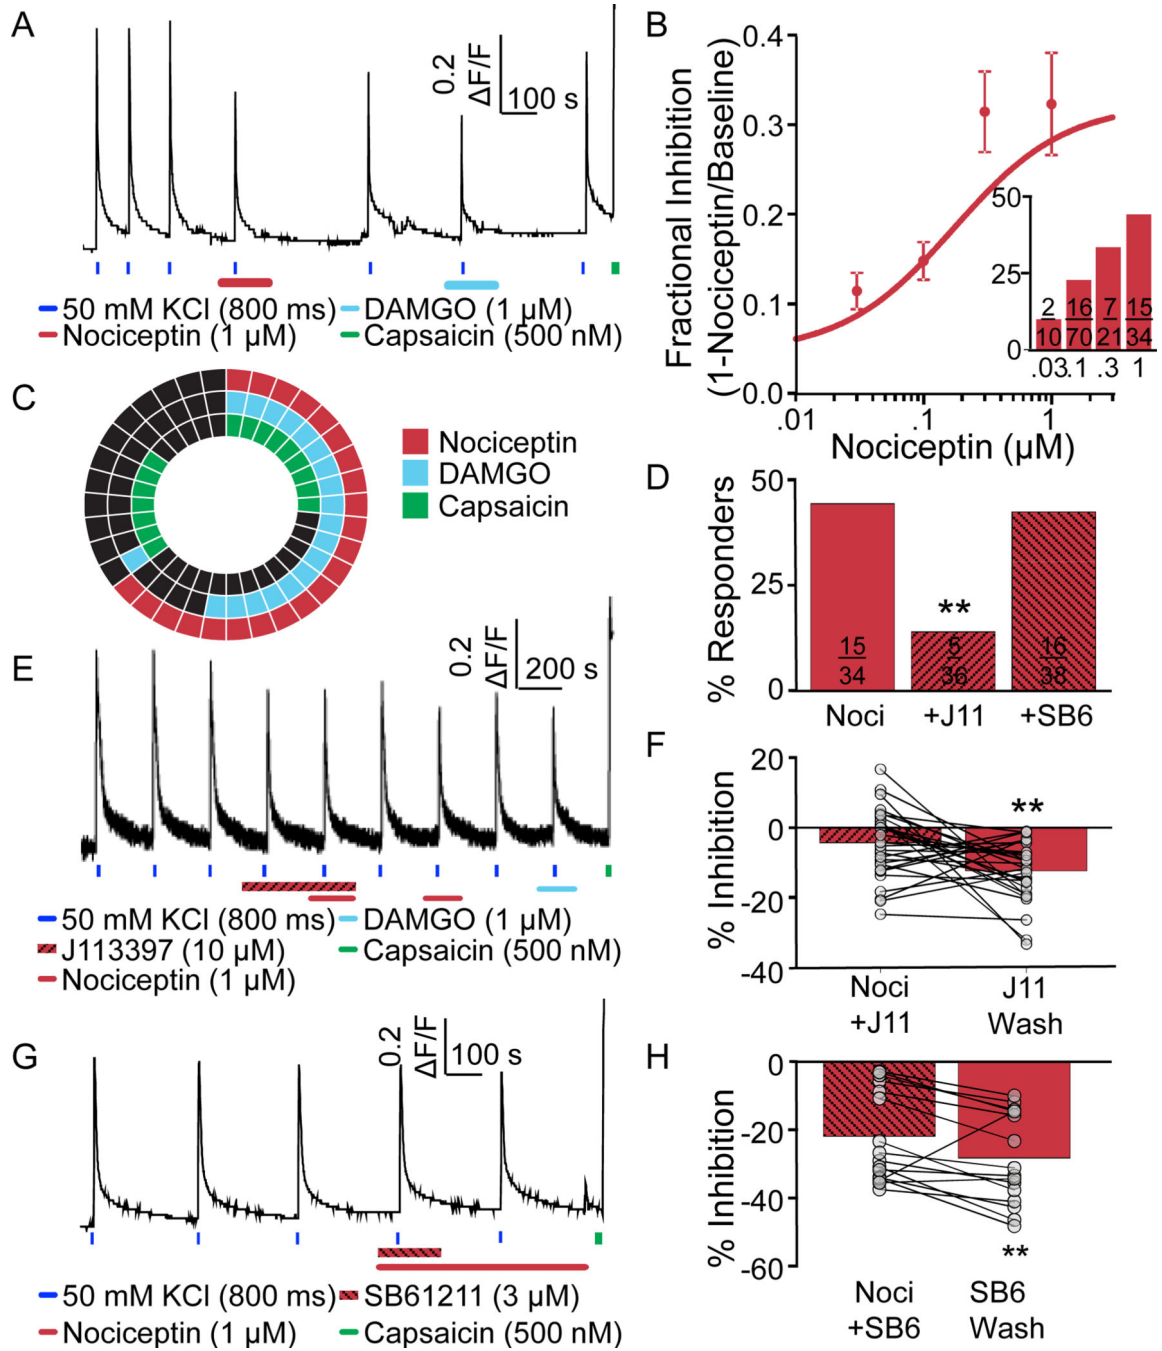 A
0.2
ΔF/F
100 s
50 mM KCl (800 ms)
DAMGO (1 µM)
Nociceptin (1 µM)
Capsaicin (500 nM)
B
Fractional Inhibition
(1-Nociceptin/Baseline)
0.4
0.3
0.2
0.1
0.0
.01
.1
1
Nociceptin (µM)
50
25
0
2
10
16
70
7
21
15
34
.03
.1
.3
1
C
Nociceptin
DAMGO
Capsaicin
D
% Responders
50
25
0
15
34
**
5
36
16
38
Noci
+J11
+SB6
E
0.2
ΔF/F
200 s
50 mM KCl (800 ms)
DAMGO (1 µM)
J113397 (10 µM)
Capsaicin (500 nM)
Nociceptin (1 µM)
F
% Inhibition
20
0
-20
-40
**
Noci
+J11
J11
Wash
G
0.2
ΔF/F
100 s
50 mM KCl (800 ms)
SB61211 (3 µM)
Nociceptin (1 µM)
Capsaicin (500 nM)
H
% Inhibition
0
-20
-40
-60
**
Noci
+SB6
SB6
Wash